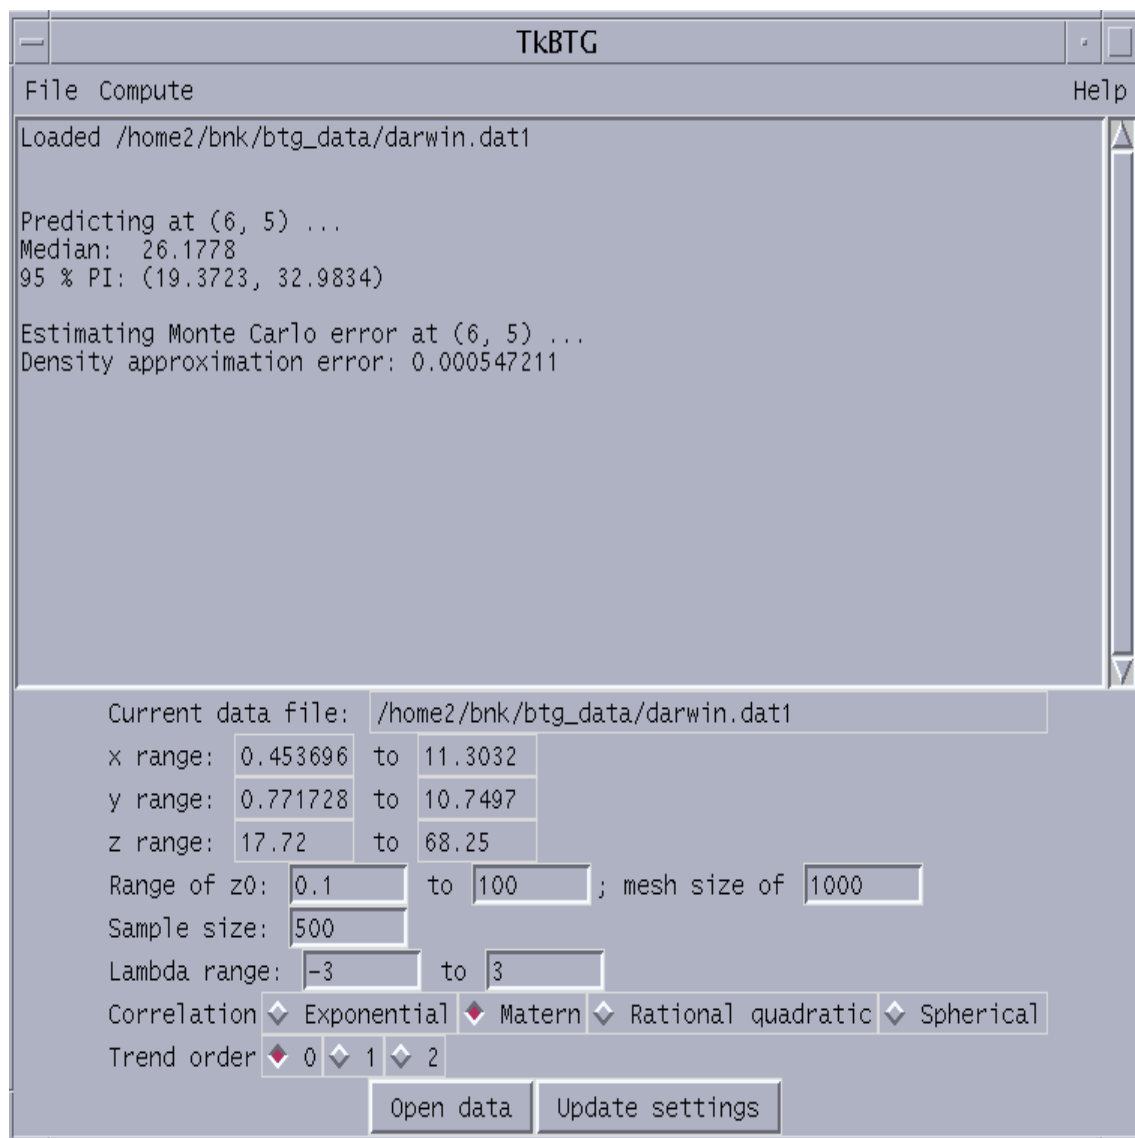 TkBTG
File Compute Help
Loaded /home2/bnk/btg_data/darwin.dat1
Predicting at (6, 5) ...
Median:  26.1778
95 % PI: (19.3723, 32.9834)
Estimating Monte Carlo error at (6, 5) ...
Density approximation error: 0.000547211
Current data file: /home2/bnk/btg_data/darwin.dat1
x range: 0.453696 to 11.3032
y range: 0.771728 to 10.7497
z range: 17.72 to 68.25
Range of z0: 0.1 to 100 ; mesh size of 1000
Sample size: 500
Lambda range: -3 to 3
Correlation Exponential Matern Rational quadratic Spherical
Trend order 0 1 2
Open data Update settings